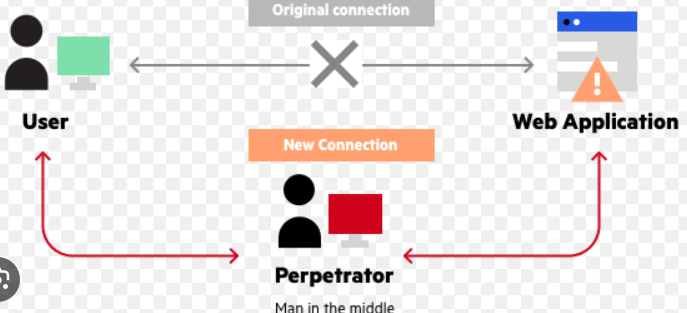 Original connection
User
Web Application
New Connection
Perpetrator
Man in the middle